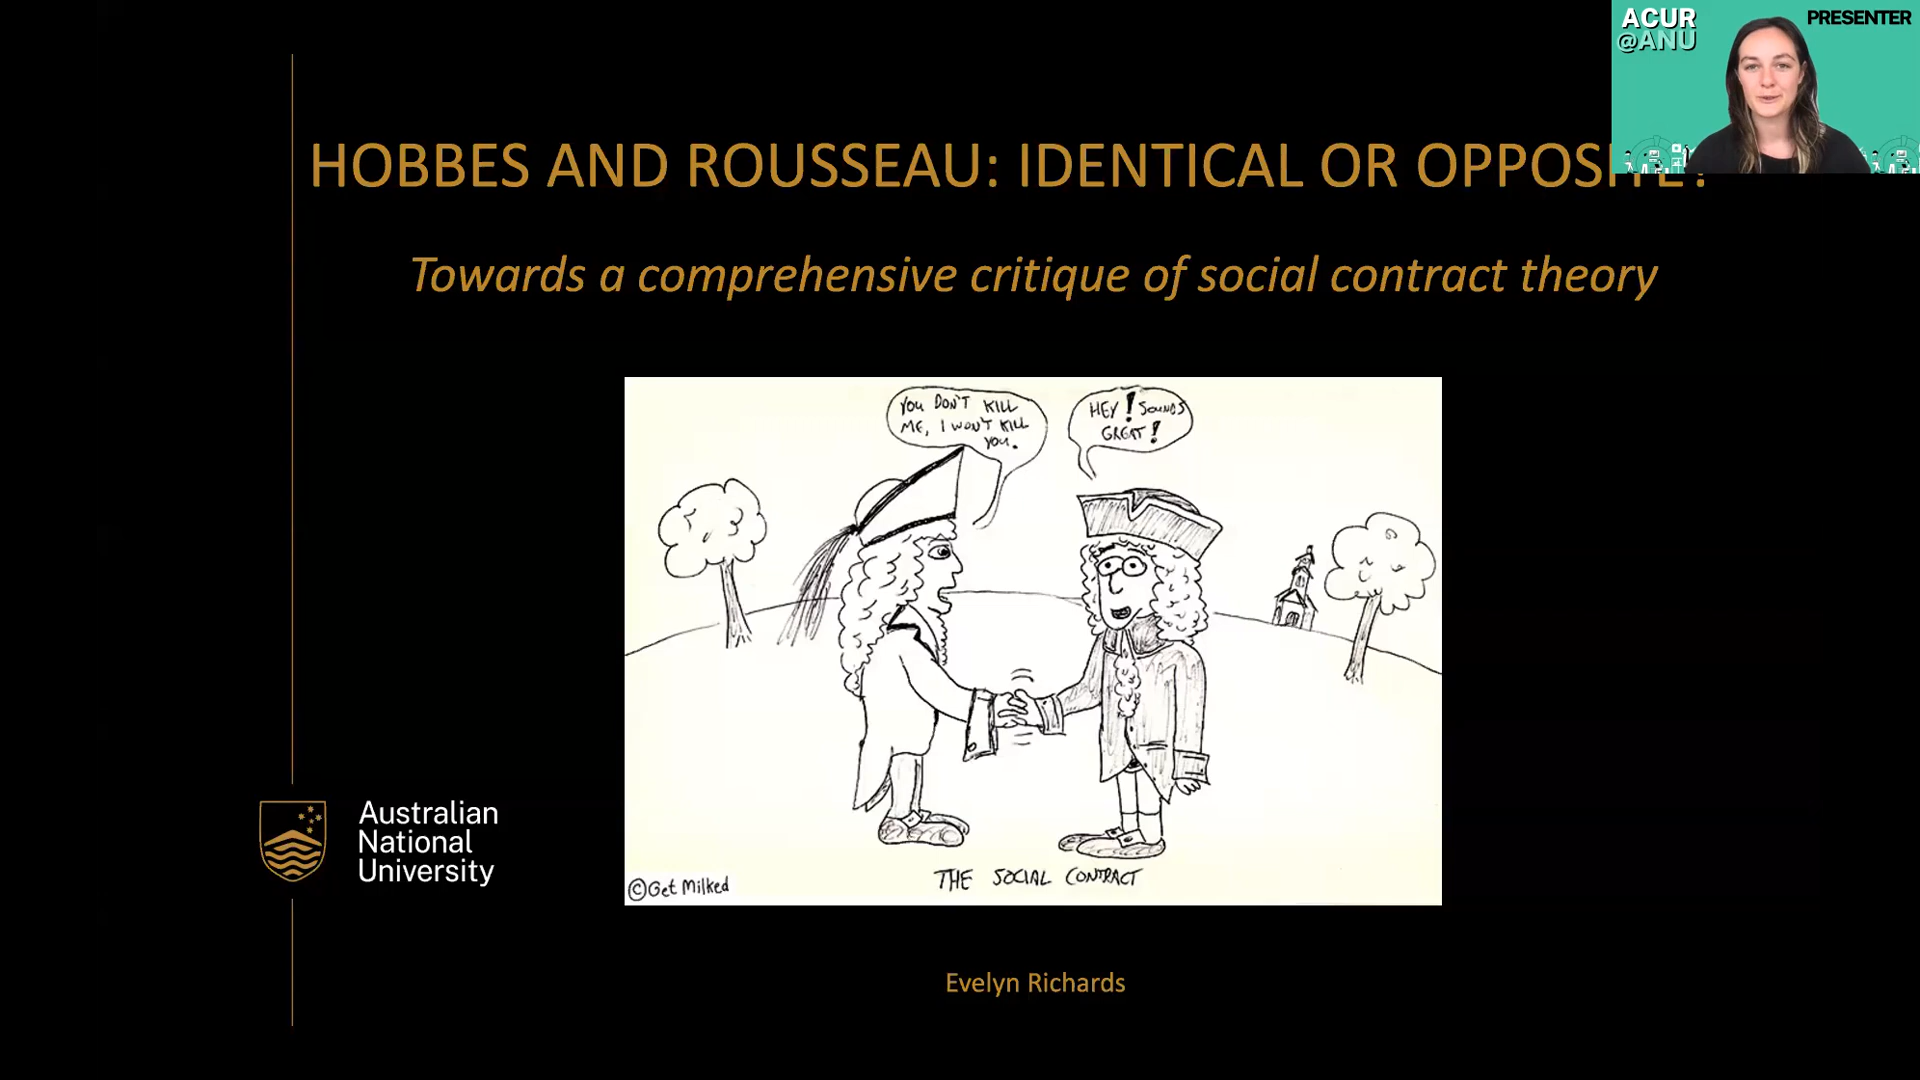 ACUR
@ANU
PRESENTER
HOBBES AND ROUSSEAU: IDENTICAL OR OPPOSITE?
Towards a comprehensive critique of social contract theory
YOU DON'T KILL
ME, I WON'T KILL
YOU.
HEY! SOUNDS
GREAT!
THE SOCIAL CONTRACT
©Get Milked
Australian
National
University
Evelyn Richards